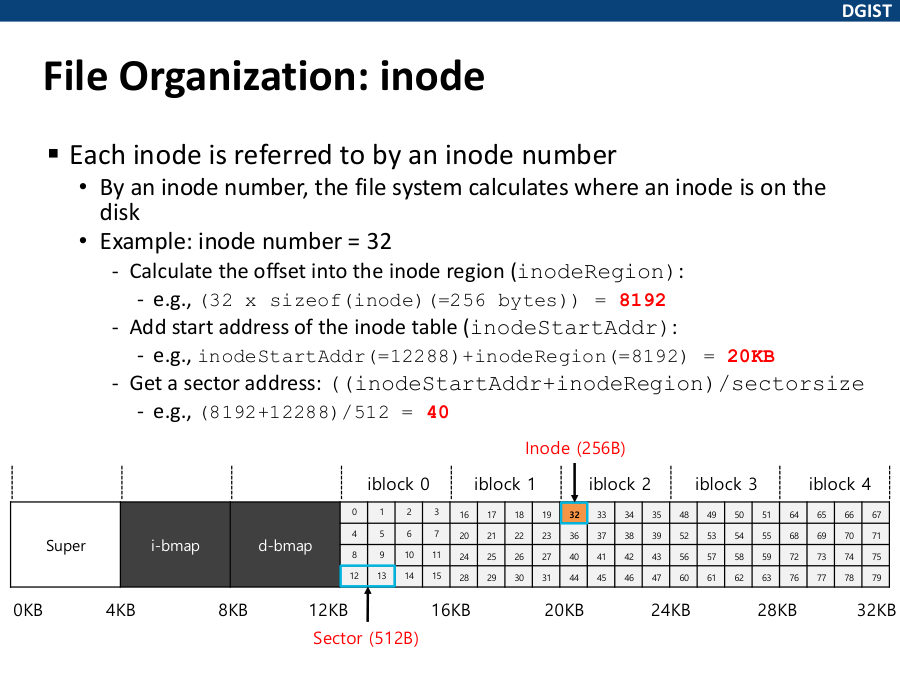 DGIST
File Organization: inode
▪ Each inode is referred to by an inode number
• By an inode number, the file system calculates where an inode is on the
disk
• Example: inode number = 32
- Calculate the offset into the inode region (inodeRegion):
- e.g., (32 x sizeof(inode)(=256 bytes)) = 8192
- Add start address of the inode table (inodeStartAddr):
- e.g., inodeStartAddr(=12288)+inodeRegion(=8192) = 20KB
- Get a sector address: ((inodeStartAddr+inodeRegion)/sectorsize
- e.g., (8192+12288)/512 = 40
Inode (256B)
iblock 0 iblock 1 iblock 2 iblock 3 iblock 4
0 1 2 3 16 17 18 19 32 33 34 35 48 49 50 51 64 65 66 67
4 5 6 7 20 21 22 23 36 37 38 39 52 53 54 55 68 69 70 71
Super i-bmap d-bmap
8 9 10 11 24 25 26 27 40 41 42 43 56 57 58 59 72 73 74 75
12 13 14 15 28 29 30 31 44 45 46 47 60 61 62 63 76 77 78 79
0KB 4KB 8KB 12KB 16KB 20KB 24KB 28KB 32KB
Sector (512B)